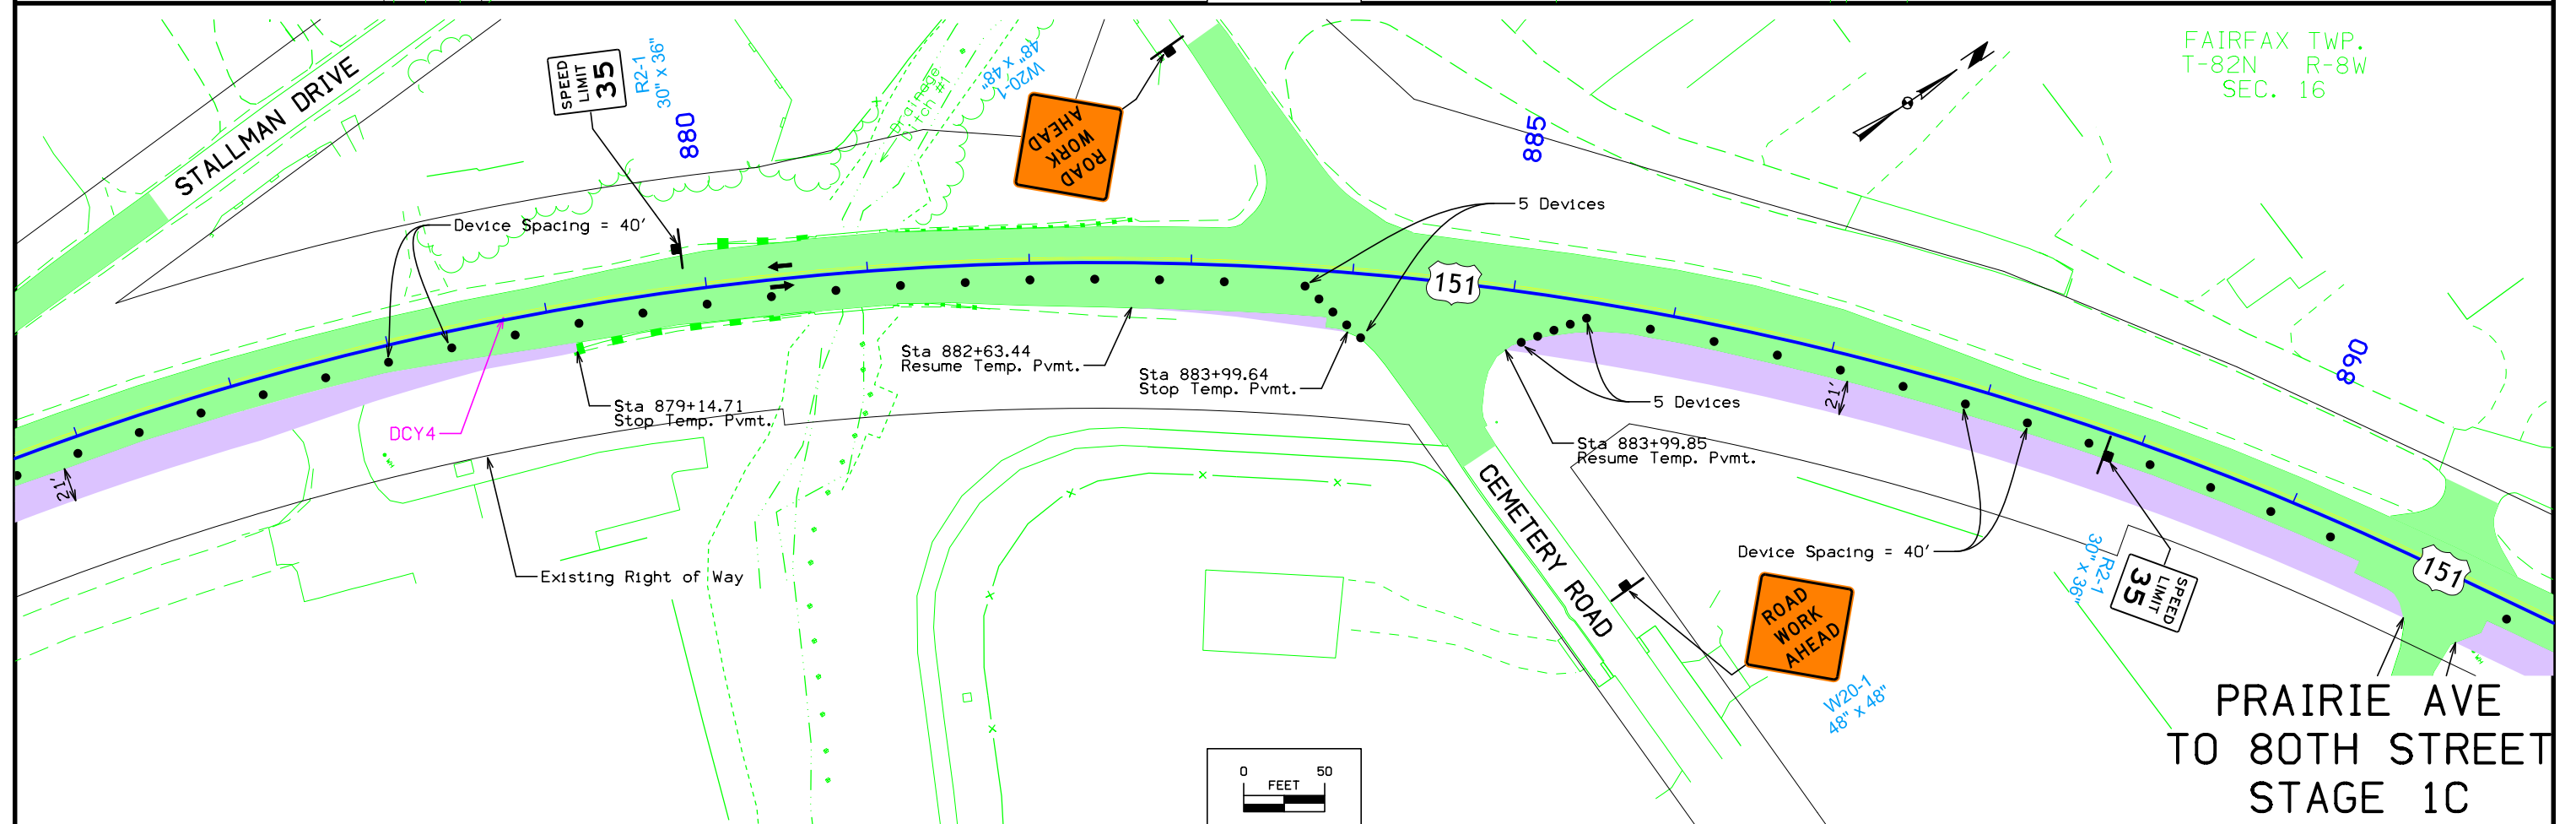 STALLMAN DRIVE
SPEED
LIMIT
35
R2-1
30" x 36"
880
Drainage
Ditch #1
W20-1
48" x 48"
ROAD
WORK
AHEAD
885
FAIRFAX TWP.
T-82N R-8W
SEC. 16
N
Device Spacing = 40'
5 Devices
151
Sta 882+63.44
Resume Temp. Pvmt.
Sta 883+99.64
Stop Temp. Pvmt.
Sta 879+14.71
Stop Temp. Pvmt.
DCY4
21'
5 Devices
21'
890
Sta 883+99.85
Resume Temp. Pvmt.
CEMETERY ROAD
Existing Right of Way
Device Spacing = 40'
R2-1
30" x 36"
SPEED
LIMIT
35
151
ROAD
WORK
AHEAD
W20-1
48" x 48"
PRAIRIE AVE
TO 80TH STREET
STAGE 1C
0 50
FEET